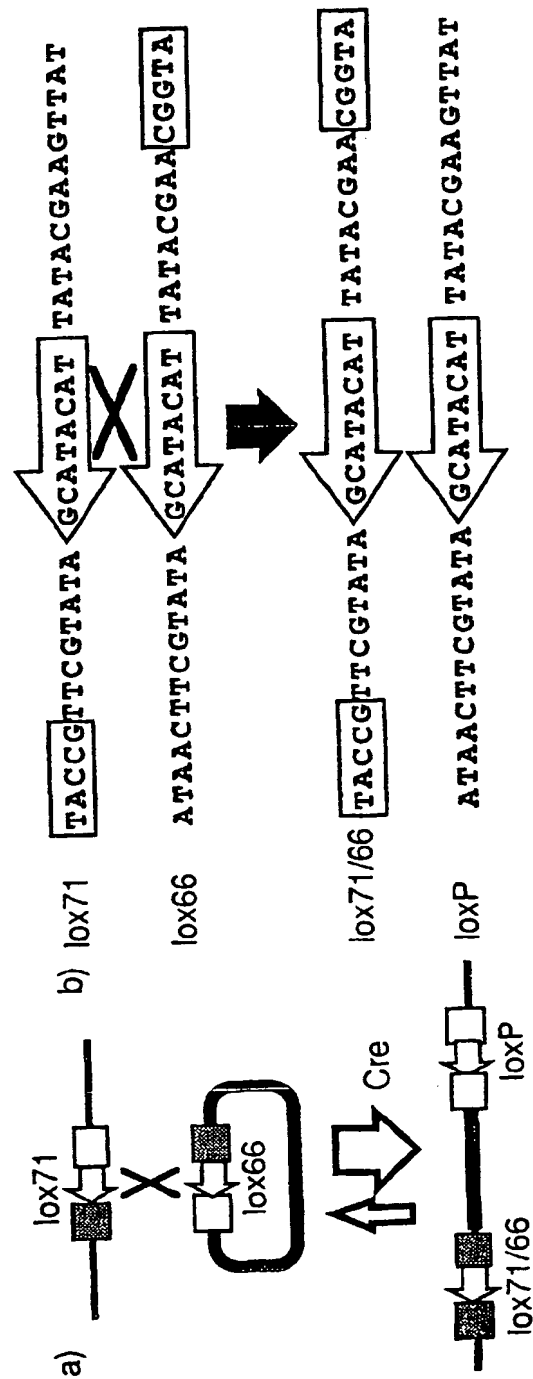 a)
lox71
lox66
Cre
lox71/66
loxP
b) lox71
TACCGTTCGTATA GCATACAT TATACGAAGTTAT
lox66
ATAACTTCGTATA GCATACAT TATACGAACGGTA
lox71/66
TACCGTTCGTATA GCATACAT TATACGAACGGTA
loxP
ATAACTTCGTATA GCATACAT TATACGAAGTTAT